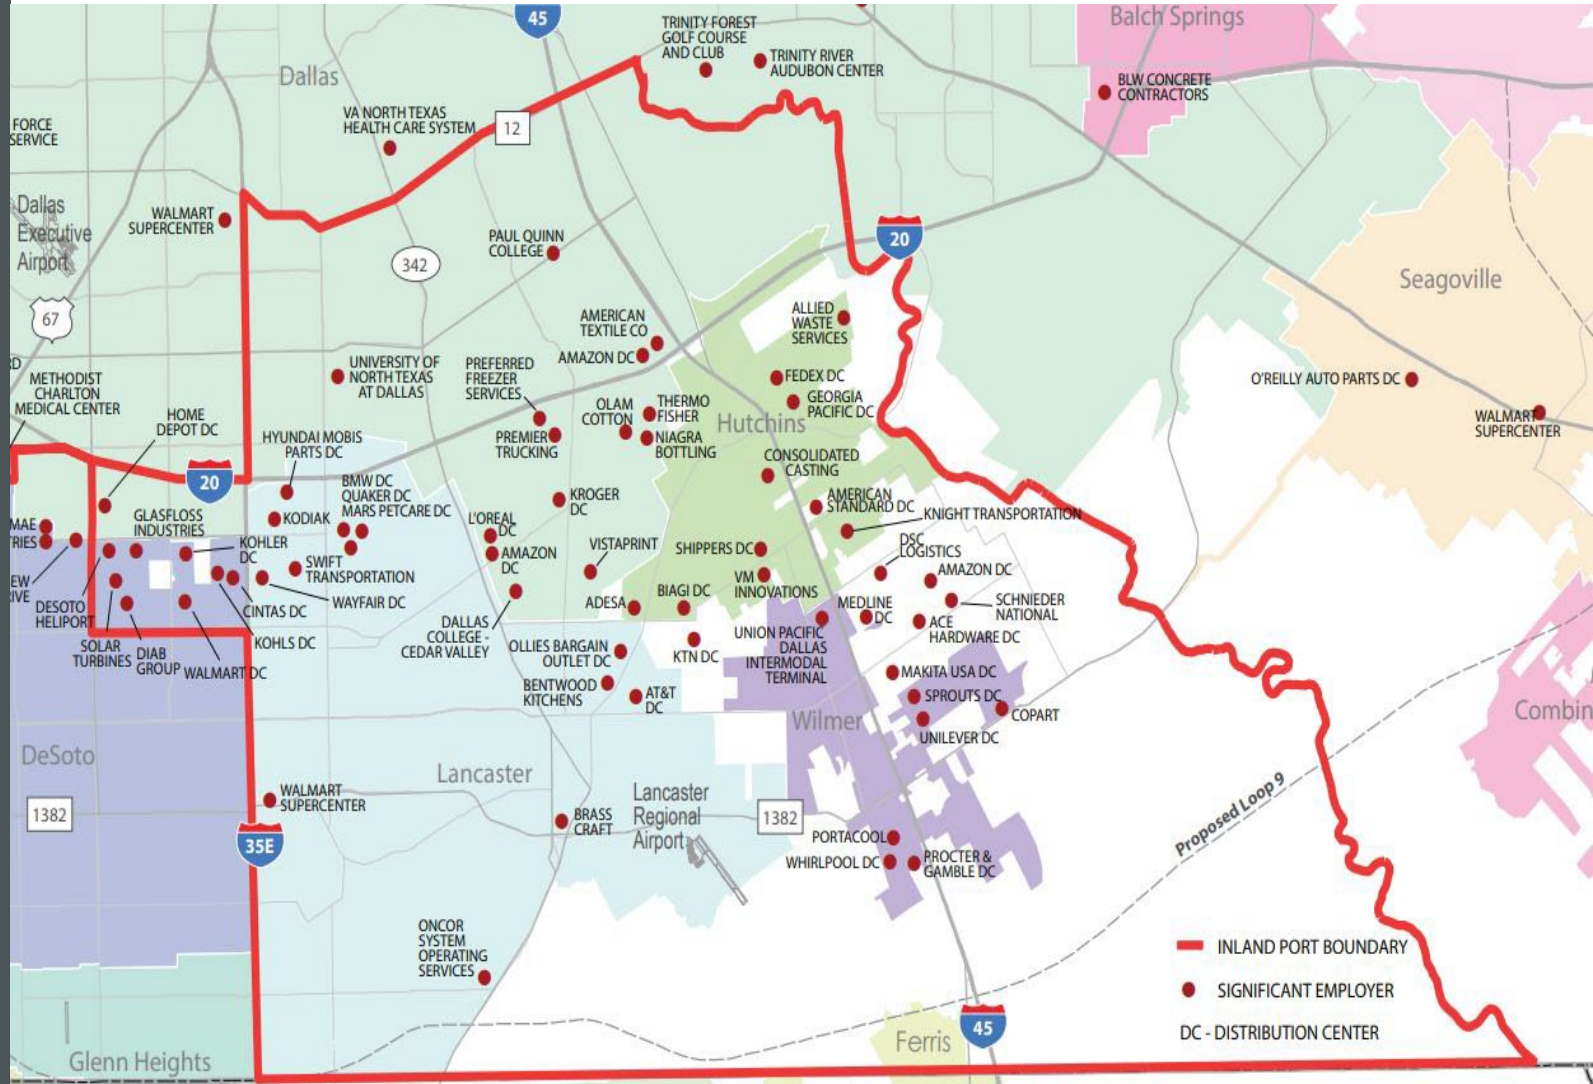 45
TRINITY FOREST
GOLF COURSE
AND CLUB
TRINITY RIVER
AUDUBON CENTER
Balch Springs
BLW CONCRETE
CONTRACTORS
Dallas
VA NORTH TEXAS
HEALTH CARE SYSTEM
12
FORCE
SERVICE
Dallas
Executive
Airport
WALMART
SUPERCENTER
PAUL QUINN
COLLEGE
342
20
67
Seagoville
AMERICAN
TEXTILE CO
ALLIED
WASTE
SERVICES
AMAZON DC
UNIVERSITY OF
NORTH TEXAS
AT DALLAS
PREFERRED
FREEZER
SERVICES
FEDEX DC
GEORGIA
PACIFIC DC
O'REILLY AUTO PARTS DC
WALMART
SUPERCENTER
RD
METHODIST
CHARLTON
MEDICAL CENTER
HOME
DEPOT DC
HYUNDAI MOBIS
PARTS DC
OLAM
COTTON
THERMO
FISHER
NIAGRA
BOTTLING
Hutchins
PREMIER
TRUCKING
CONSOLIDATED
CASTING
20
BMW DC
QUAKER DC
MARS PETCARE DC
KROGER
DC
AMERICAN
STANDARD DC
KNIGHT TRANSPORTATION
GLASFLOSS
INDUSTRIES
KODIAK
L'OREAL
DC
MAE
TRIES
KOHLER
DC
AMAZON
DC
VISTAPRINT
SHIPPERS DC
DSC
LOGISTICS
AMAZON DC
SWIFT
TRANSPORTATION
VM
INNOVATIONS
EW
RIVE
DESOTO
HELIPORT
CINTAS DC
WAYFAIR DC
ADESA
BIAGI DC
MEDLINE
DC
SCHNIEDER
NATIONAL
ACE
HARDWARE DC
SOLAR
TURBINES
DIAB
GROUP
WALMART DC
KOHLS DC
DALLAS
COLLEGE -
CEDAR VALLEY
OLLIES BARGAIN
OUTLET DC
KTN DC
UNION PACIFIC
DALLAS
INTERMODAL
TERMINAL
MAKITA USA DC
BENTWOOD
KITCHENS
AT&T
DC
SPROUTS DC
COPART
Wilmer
UNILEVER DC
Combin
DeSoto
Lancaster
WALMART
SUPERCENTER
1382
BRASS
CRAFT
Lancaster
Regional
Airport
1382
Proposed Loop 9
35E
PORTACOOL
WHIRLPOOL DC
PROCTER &
GAMBLE DC
ONCOR
SYSTEM
OPERATING
SERVICES
INLAND PORT BOUNDARY
SIGNIFICANT EMPLOYER
DC - DISTRIBUTION CENTER
45
Ferris
Glenn Heights